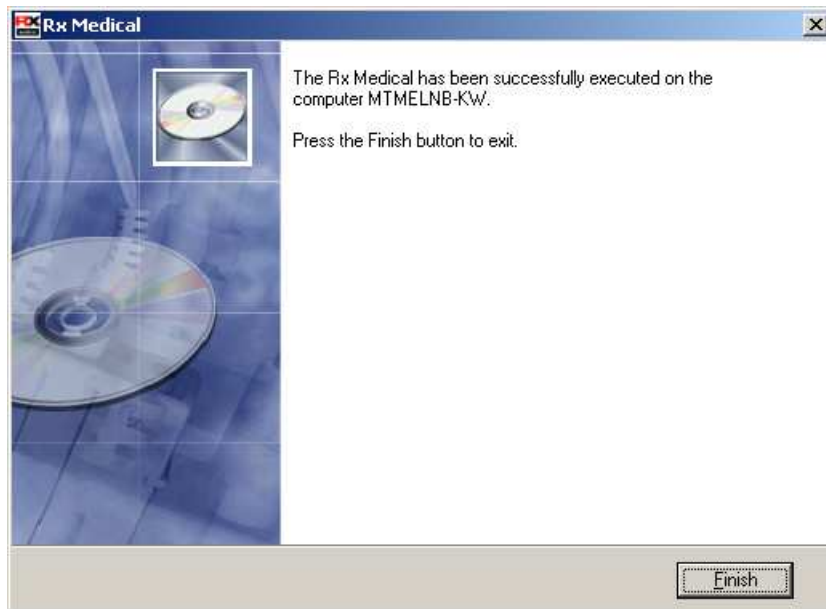 Rx Medical
The Rx Medical has been successfully executed on the
computer MTMELNB-KW.
Press the Finish button to exit.
Finish